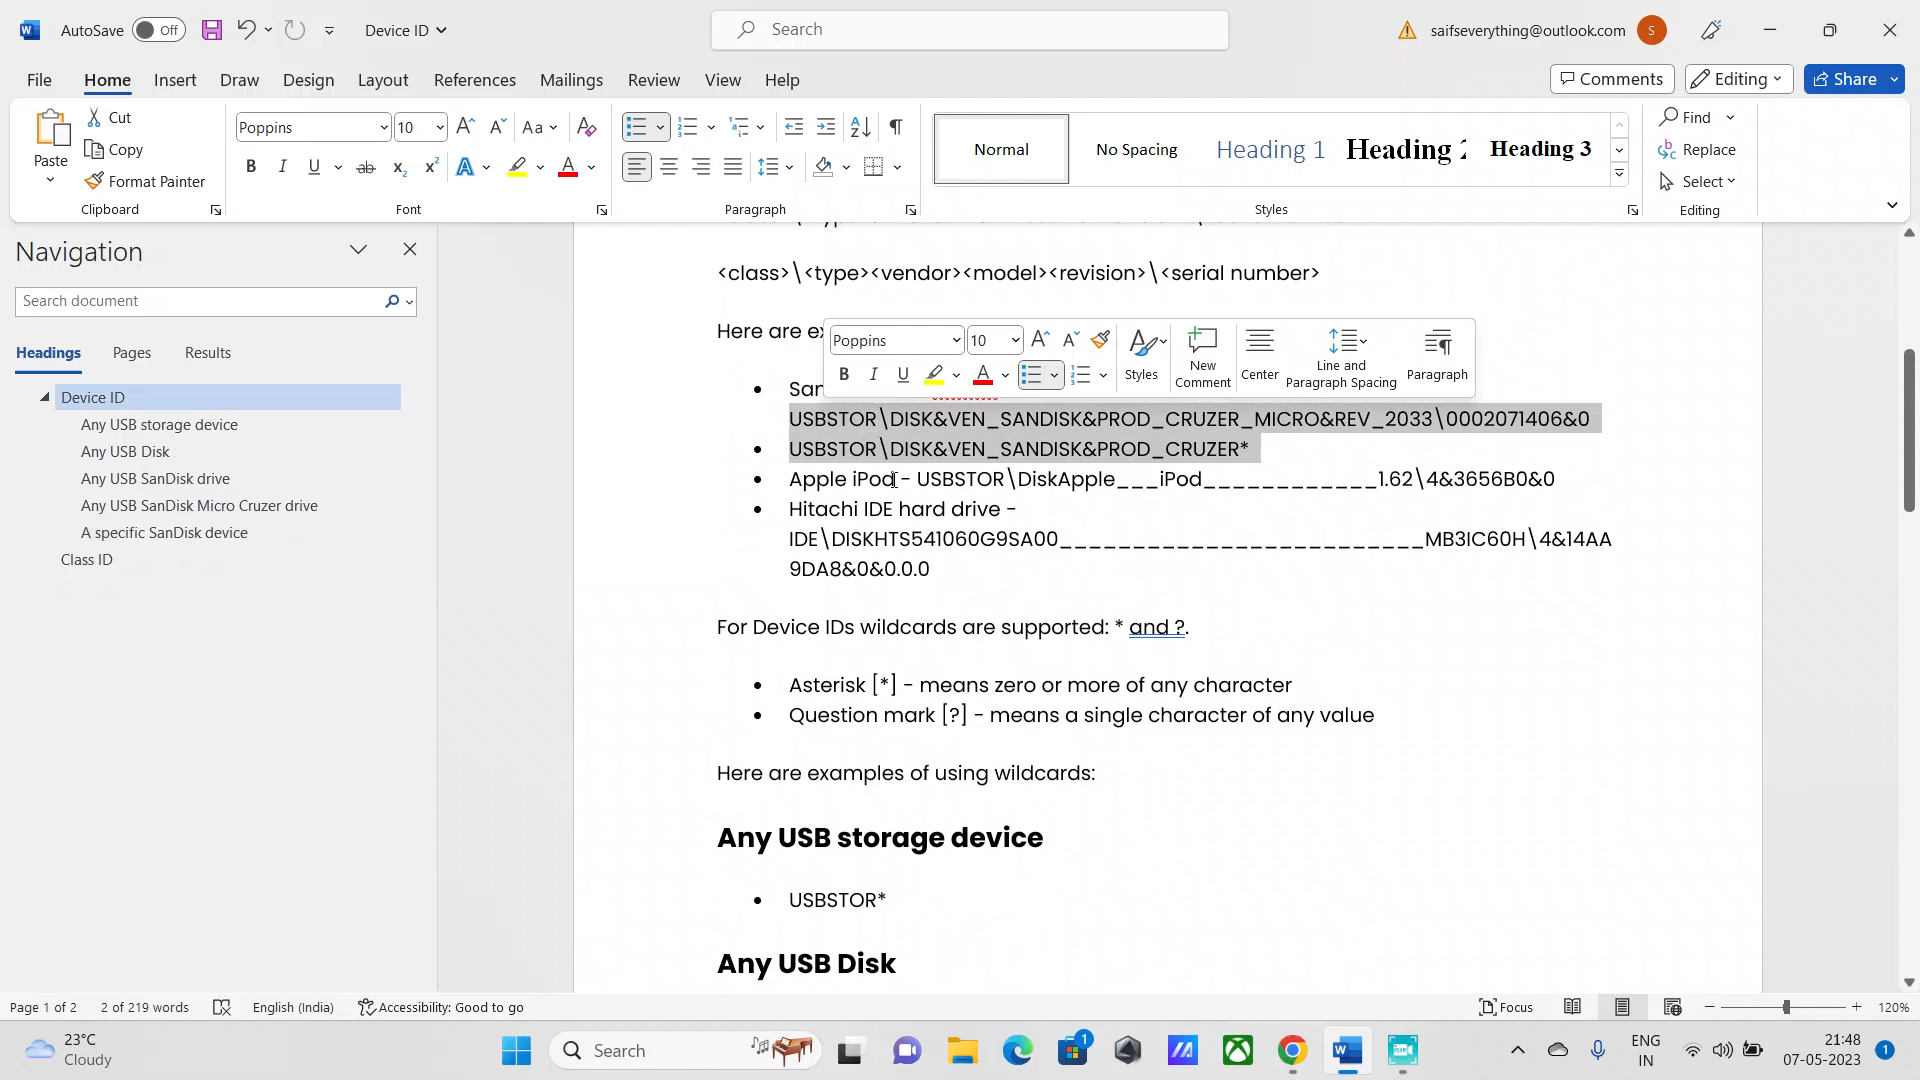 AutoSave Off
Device ID
Search
saifseverything@outlook.com S
File Home Insert Draw Design Layout References Mailings Review View Help
Comments Editing Share
Paste
Cut
Copy
Format Painter
Clipboard
Poppins 10
Font
Paragraph
Normal No Spacing Heading 1 Heading 2 Heading 3
Styles
Find
Replace
Select
Editing
Navigation
Search document
Headings Pages Results
Device ID
Any USB storage device
Any USB Disk
Any USB SanDisk drive
Any USB SanDisk Micro Cruzer drive
A specific SanDisk device
Class ID
<class>\<type><vendor><model><revision>\<serial number>
Here are ex
Poppins 10
Styles New Comment Center Line and Paragraph Spacing Paragraph
• San
USBSTOR\DISK&VEN_SANDISK&PROD_CRUZER_MICRO&REV_2033\0002071406&0
• USBSTOR\DISK&VEN_SANDISK&PROD_CRUZER*
• Apple iPod - USBSTOR\DiskApple___iPod____________1.62\4&3656B0&0
• Hitachi IDE hard drive -
IDE\DISKHTS541060G9SA00_________________________MB3IC60H\4&14AA
9DA8&0&0.0.0
For Device IDs wildcards are supported: * and ?.
• Asterisk [*] - means zero or more of any character
• Question mark [?] - means a single character of any value
Here are examples of using wildcards:
Any USB storage device
• USBSTOR*
Any USB Disk
Page 1 of 2 2 of 219 words English (India) Accessibility: Good to go Focus 120%
23°C
Cloudy
Search
1
ENG
IN
21:48
07-05-2023
1